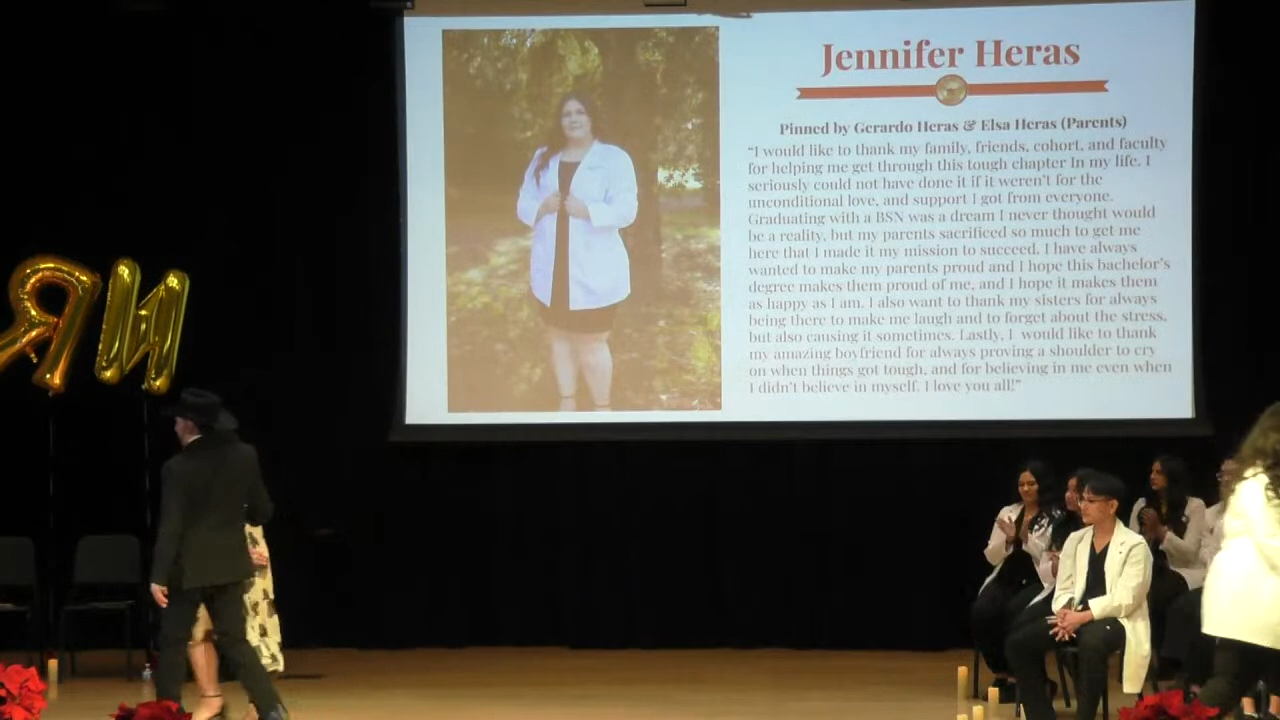 Jennifer Heras
Pinned by Gerardo Heras & Elsa Heras (Parents)
“I would like to thank my family, friends, cohort, and faculty
for helping me get through this tough chapter In my life. I
seriously could not have done it if it weren’t for the
unconditional love, and support I got from everyone.
Graduating with a BSN was a dream I never thought would
be a reality, but my parents sacrificed so much to get me
here that I made it my mission to succeed. I have always
wanted to make my parents proud and I hope this bachelor’s
degree makes them proud of me, and I hope it makes them
as happy as I am. I also want to thank my sisters for always
being there to make me laugh and to forget about the stress,
but also causing it sometimes. Lastly, I would like to thank
my amazing boyfriend for always proving a shoulder to cry
on when things got tough, and for believing in me even when
I didn’t believe in myself. I love you all!”
RN